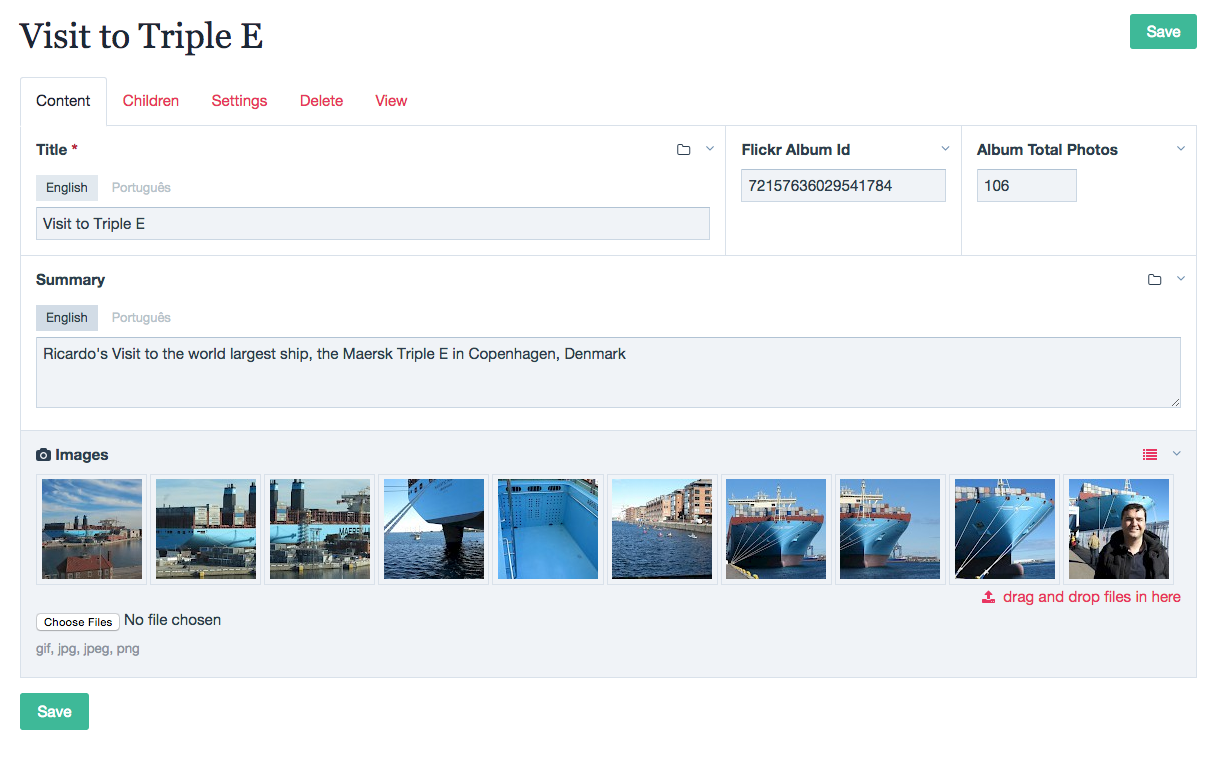 Visit to Triple E
Save
Content Children Settings Delete View
Title * Flickr Album Id Album Total Photos
English Português 72157636029541784 106
Visit to Triple E
Summary
English Português
Ricardo's Visit to the world largest ship, the Maersk Triple E in Copenhagen, Denmark
Images
drag and drop files in here
Choose Files No file chosen
gif, jpg, jpeg, png
Save